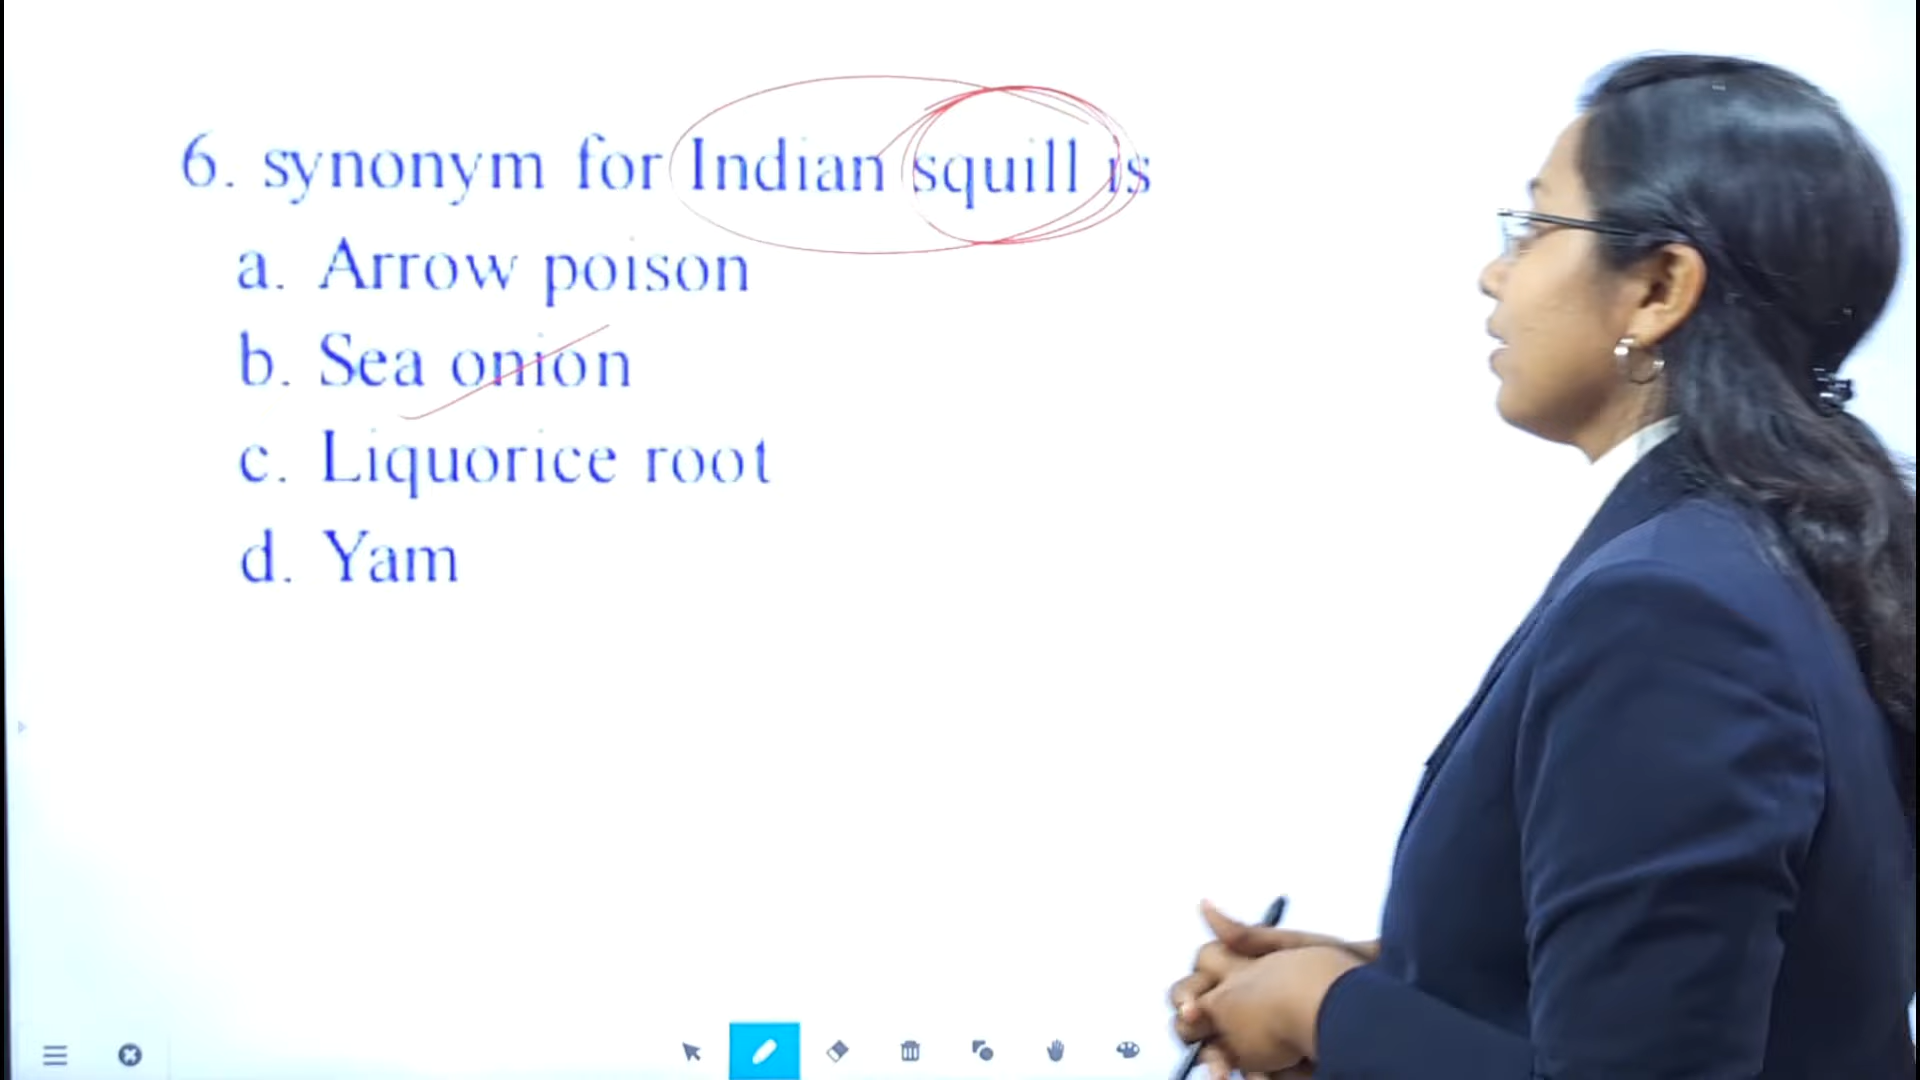 6. synonym for Indian squill is
a. Arrow poison
b. Sea onion
c. Liquorice root
d. Yam